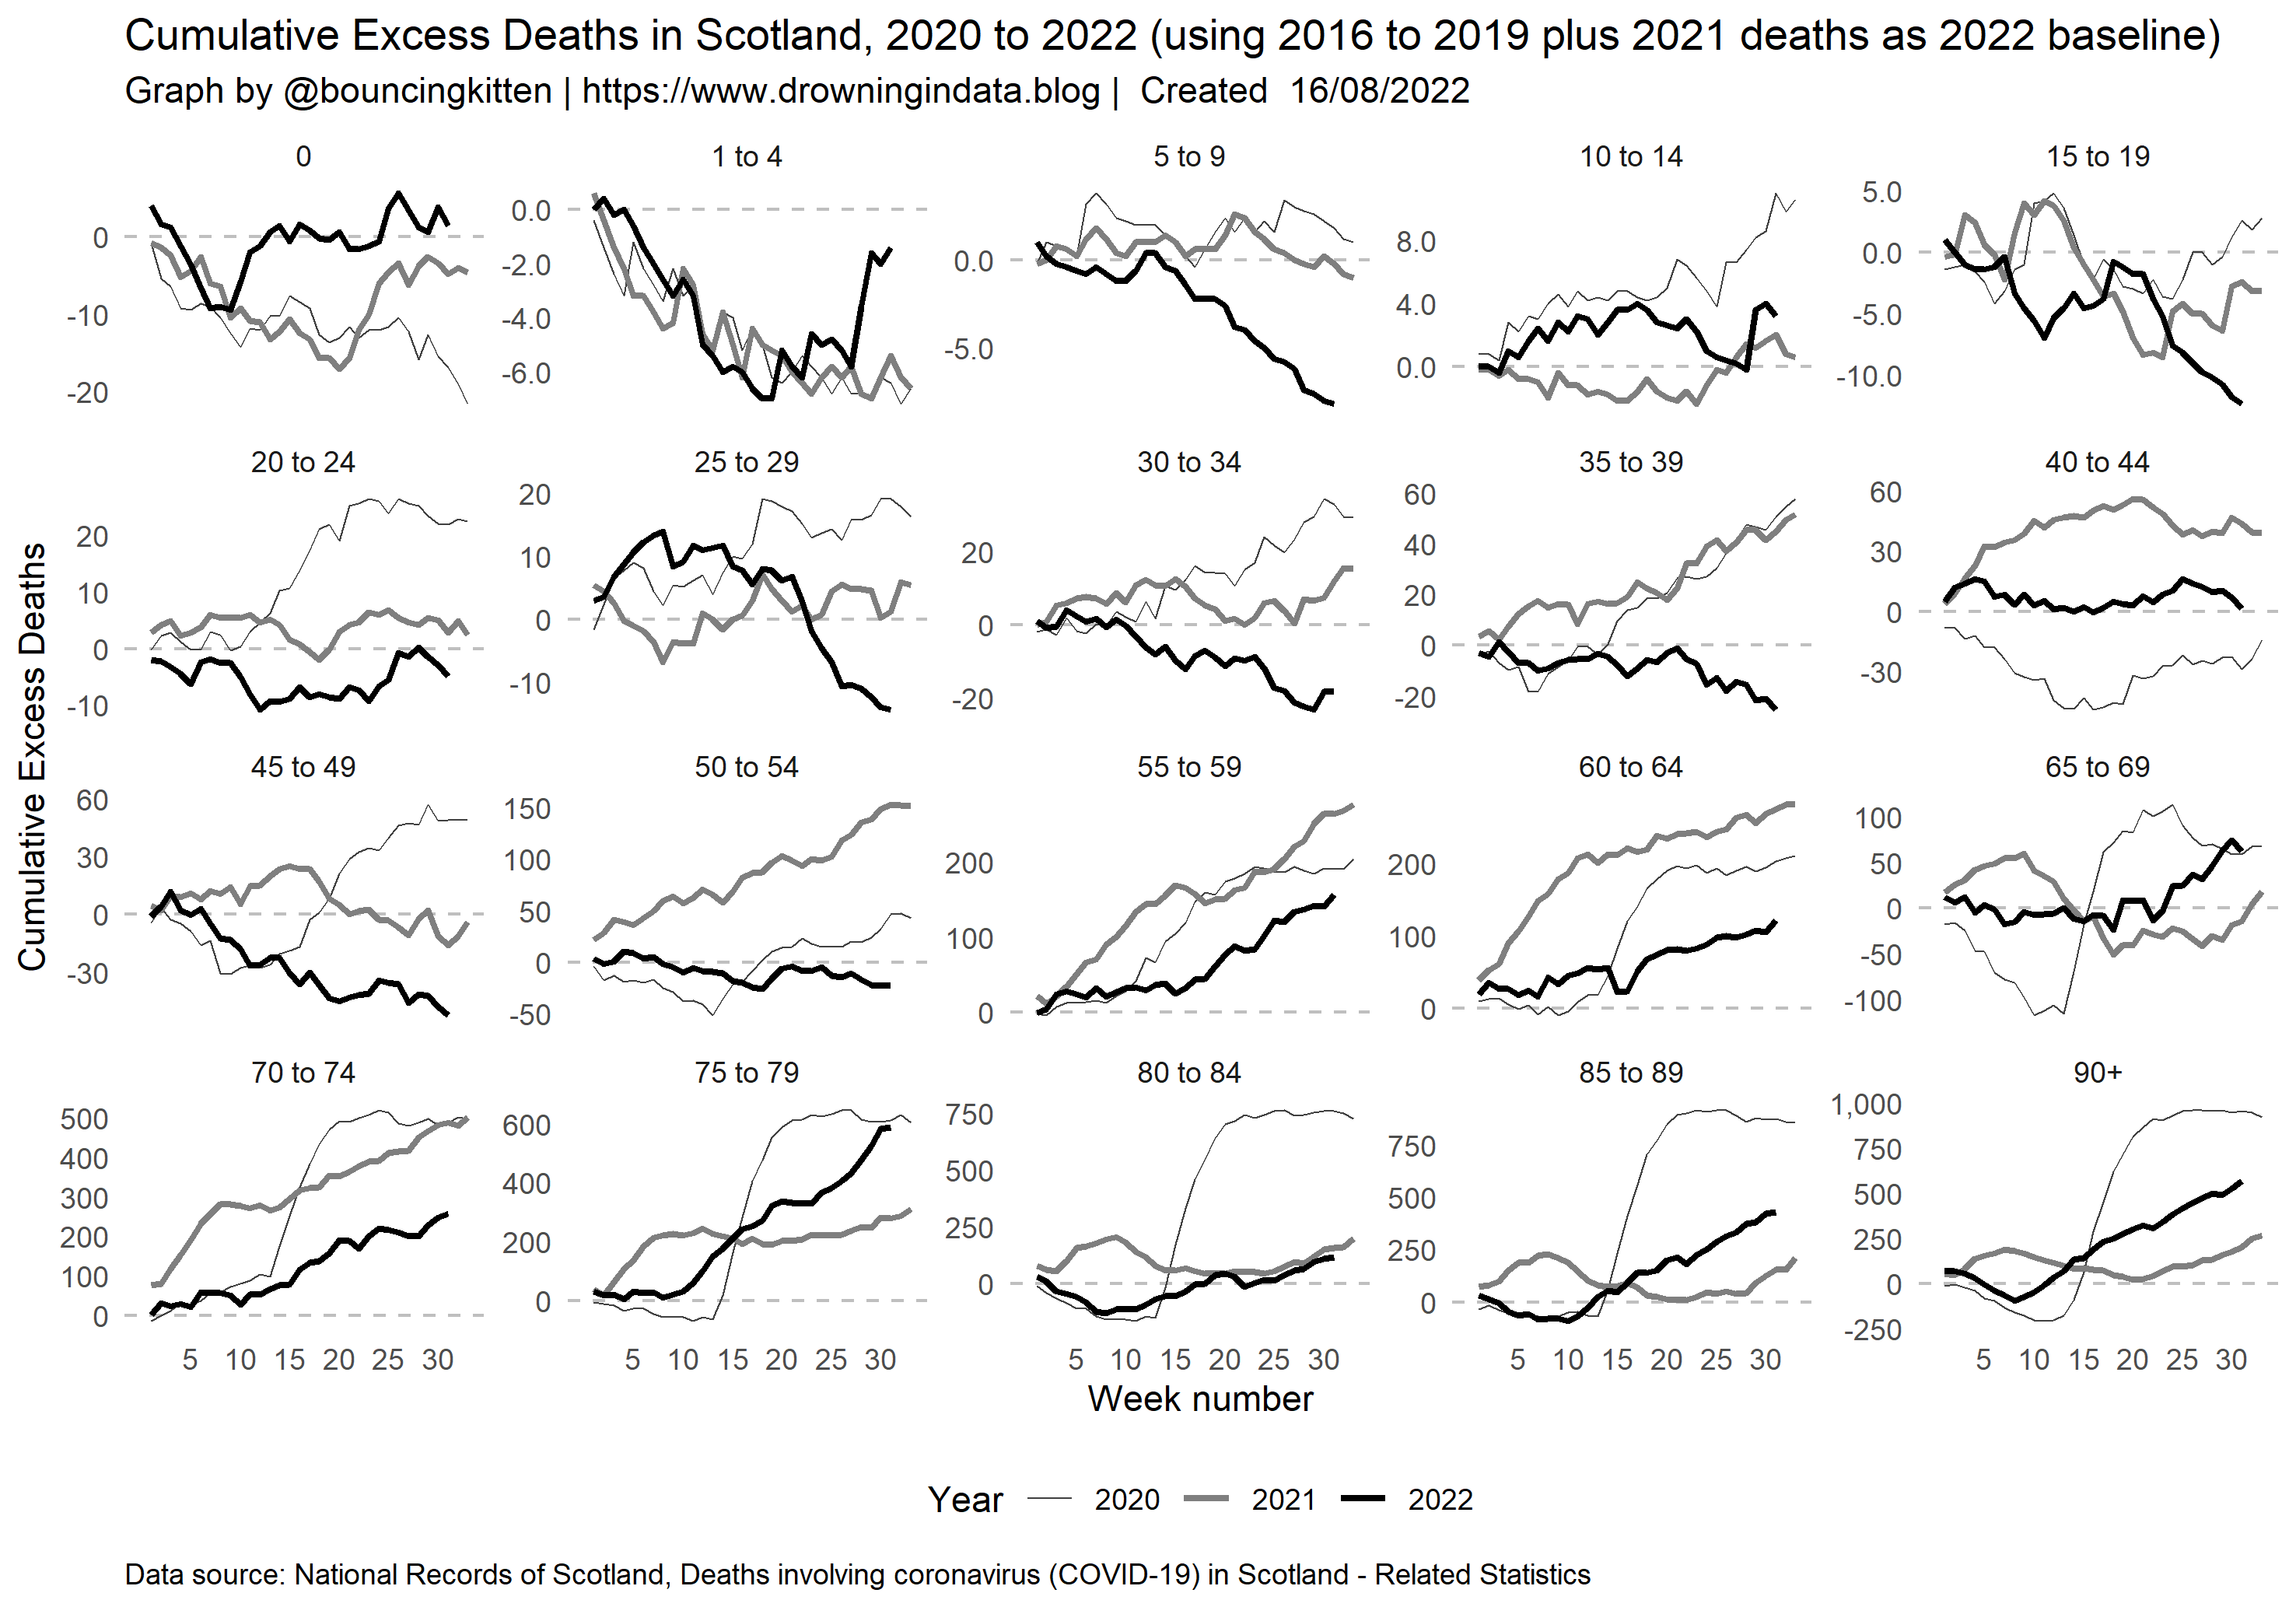 Cumulative Excess Deaths in Scotland, 2020 to 2022 (using 2016 to 2019 plus 2021 deaths as 2022 baseline)
Graph by @bouncingkitten | https://www.drowningindata.blog | Created 16/08/2022
Cumulative Excess Deaths
0
0
-10
-20
1 to 4
0.0
-2.0
-4.0
-6.0
5 to 9
0.0
-5.0
10 to 14
8.0
4.0
0.0
15 to 19
5.0
0.0
-5.0
-10.0
20 to 24
20
10
0
-10
25 to 29
20
10
0
-10
30 to 34
20
0
-20
35 to 39
60
40
20
0
-20
40 to 44
60
30
0
-30
45 to 49
60
30
0
-30
50 to 54
150
100
50
0
-50
55 to 59
200
100
0
60 to 64
200
100
0
65 to 69
100
50
0
-50
-100
70 to 74
500
400
300
200
100
0
75 to 79
600
400
200
0
80 to 84
750
500
250
0
85 to 89
750
500
250
0
90+
1,000
750
500
250
0
-250
5 10 15 20 25 30
5 10 15 20 25 30
5 10 15 20 25 30
5 10 15 20 25 30
5 10 15 20 25 30
Week number
Year 2020 2021 2022
Data source: National Records of Scotland, Deaths involving coronavirus (COVID-19) in Scotland - Related Statistics